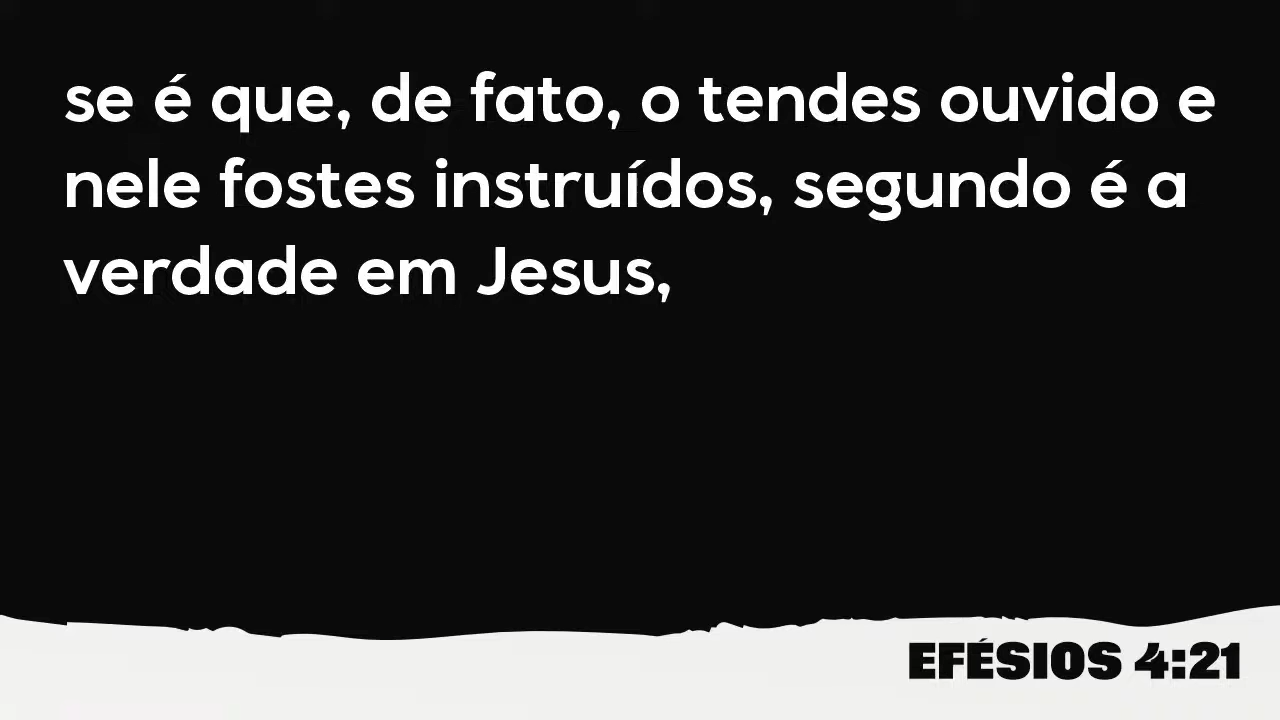 se é que, de fato, o tendes ouvido e
nele fostes instruídos, segundo é a
verdade em Jesus,
EFÉSIOS 4:21